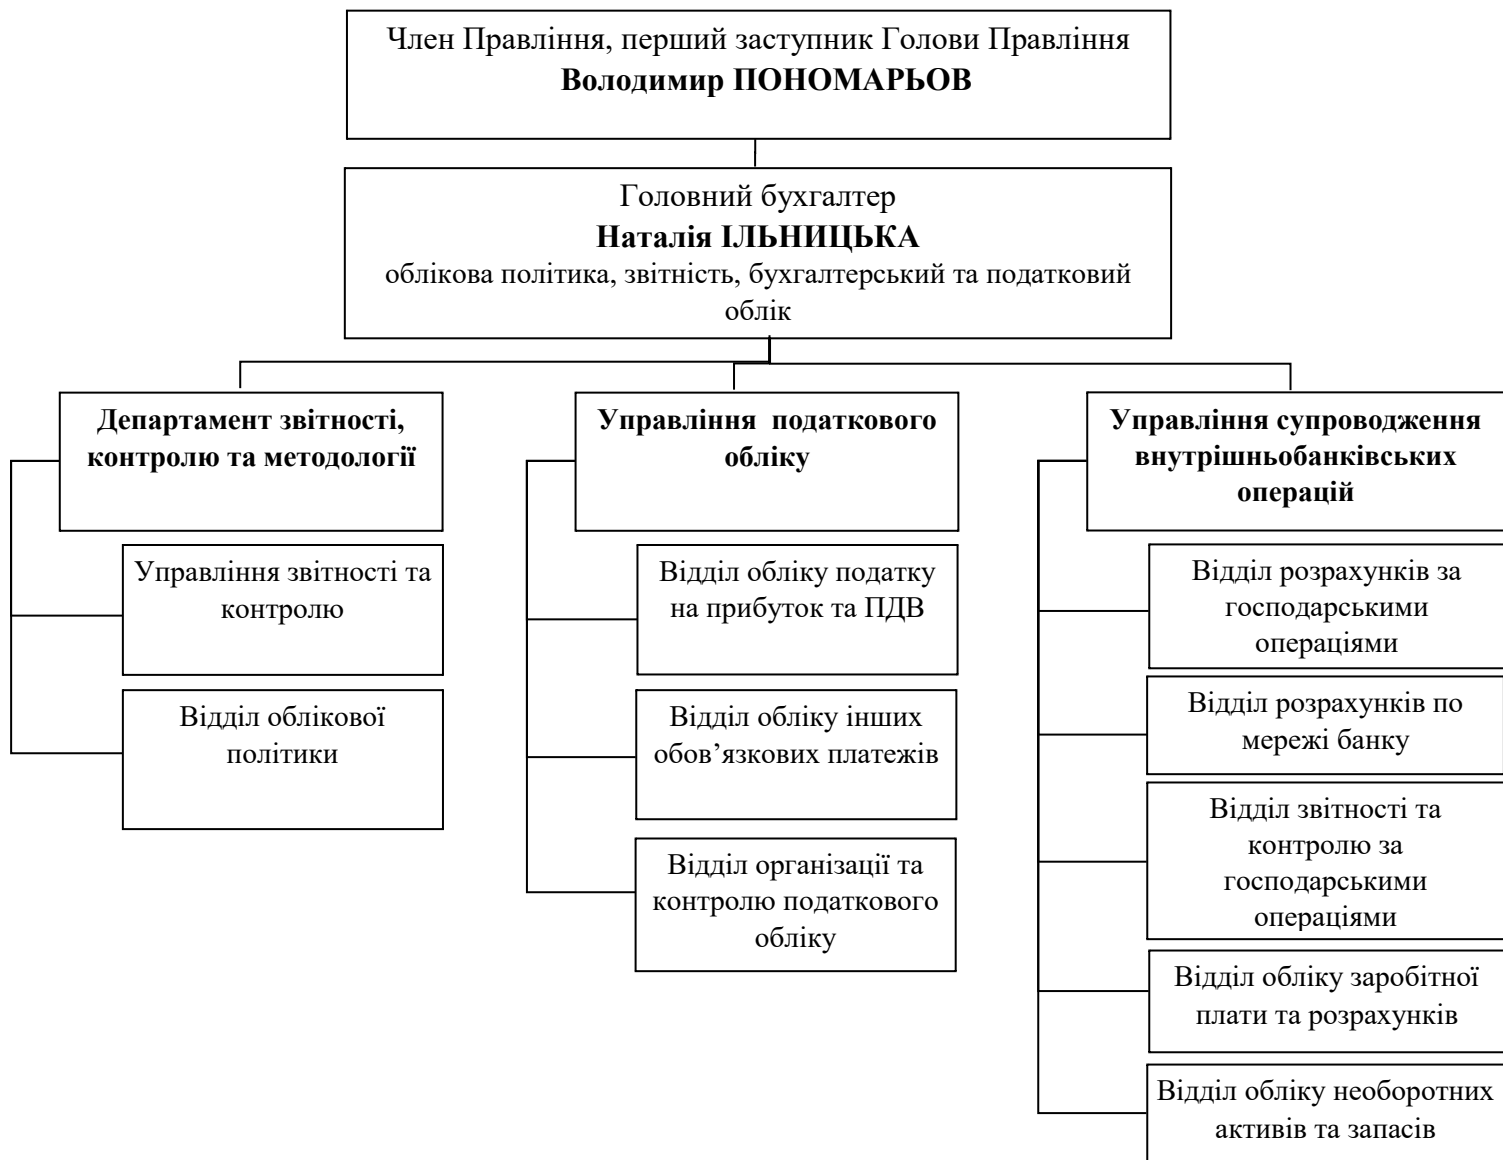 Член Правління, перший заступник Голови Правління
Володимир ПОНОМАРЬОВ
Головний бухгалтер
Наталія ІЛЬНИЦЬКА
облікова політика, звітність, бухгалтерський та податковий
облік
Департамент звітності,
контролю та методології
Управління звітності та
контролю
Відділ облікової
політики
Управління податкового
обліку
Відділ обліку податку
на прибуток та ПДВ
Відділ обліку інших
обов’язкових платежів
Відділ організації та
контролю податкового
обліку
Управління супроводження
внутрішньобанківських
операцій
Відділ розрахунків за
господарськими
операціями
Відділ розрахунків по
мережі банку
Відділ звітності та
контролю за
господарськими
операціями
Відділ обліку заробітної
плати та розрахунків
Відділ обліку необоротних
активів та запасів